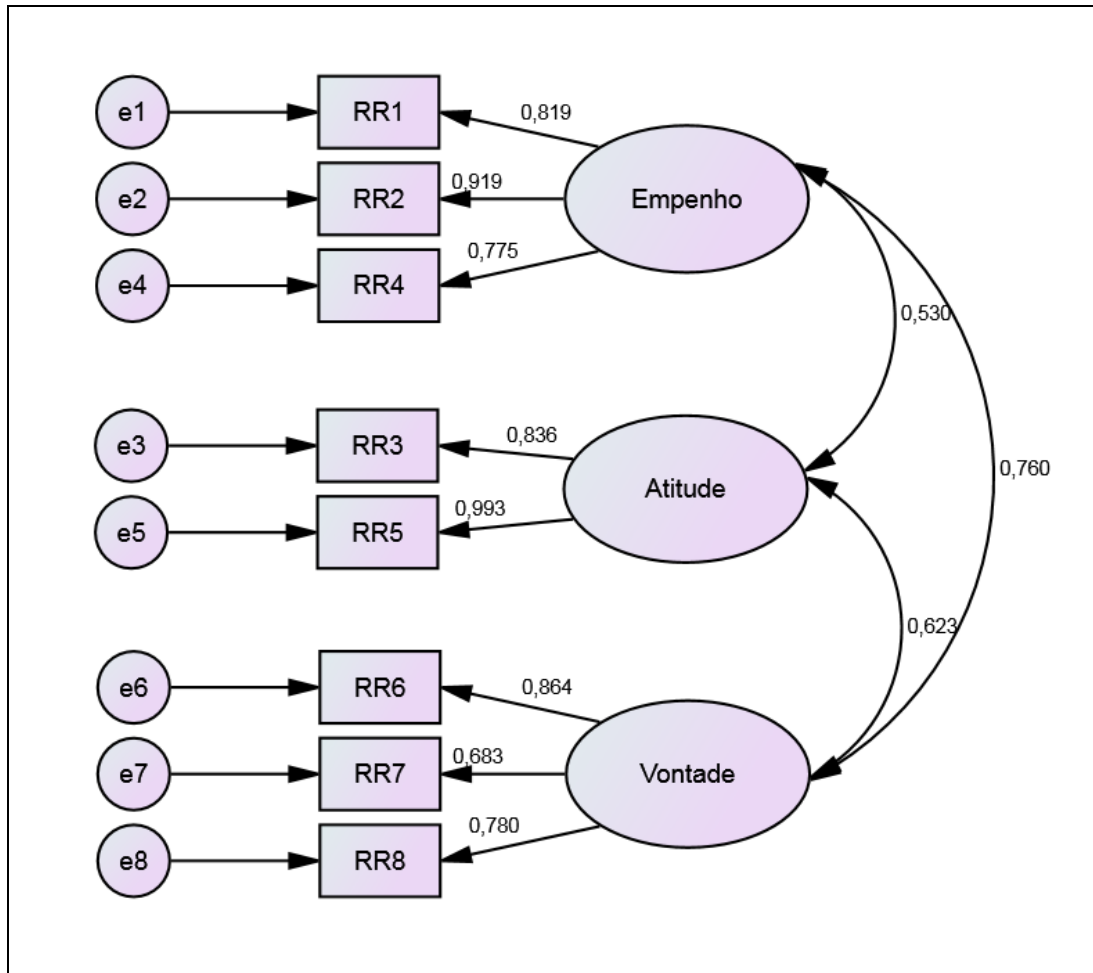 e1
RR1
0,819
e2
RR2
0,919
Empenho
e4
RR4
0,775
0,530
e3
RR3
0,836
e5
RR5
0,993
Atitude
0,760
0,623
e6
RR6
0,864
e7
RR7
0,683
Vontade
e8
RR8
0,780